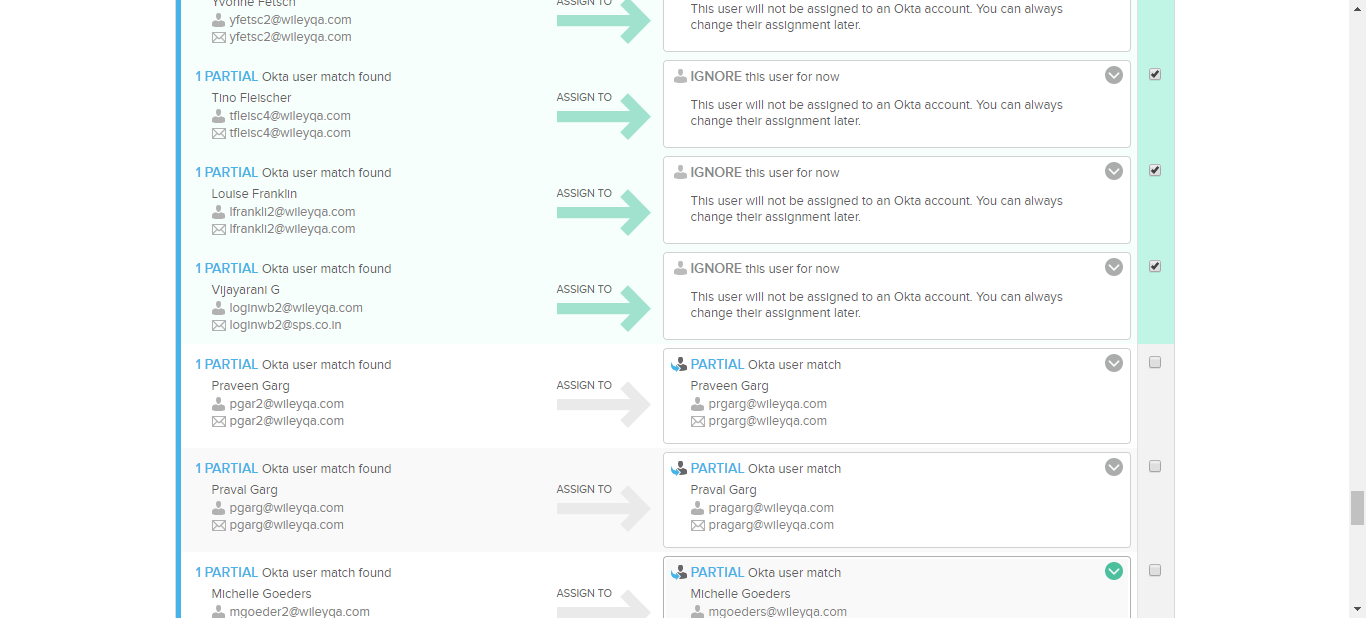 Yvonne Fetsch
yfetsc2@wileyqa.com
yfetsc2@wileyqa.com
ASSIGN TO
This user will not be assigned to an Okta account. You can always
change their assignment later.
1 PARTIAL Okta user match found
Tino Fleischer
tfleisc4@wileyqa.com
tfleisc4@wileyqa.com
ASSIGN TO
IGNORE this user for now
This user will not be assigned to an Okta account. You can always
change their assignment later.
1 PARTIAL Okta user match found
Louise Franklin
lfrankli2@wileyqa.com
lfrankli2@wileyqa.com
ASSIGN TO
IGNORE this user for now
This user will not be assigned to an Okta account. You can always
change their assignment later.
1 PARTIAL Okta user match found
Vijayarani G
loginwb2@wileyqa.com
loginwb2@sps.co.in
ASSIGN TO
IGNORE this user for now
This user will not be assigned to an Okta account. You can always
change their assignment later.
1 PARTIAL Okta user match found
Praveen Garg
pgar2@wileyqa.com
pgar2@wileyqa.com
ASSIGN TO
PARTIAL Okta user match
Praveen Garg
prgarg@wileyqa.com
prgarg@wileyqa.com
1 PARTIAL Okta user match found
Praval Garg
pgarg@wileyqa.com
pgarg@wileyqa.com
ASSIGN TO
PARTIAL Okta user match
Praval Garg
pragarg@wileyqa.com
pragarg@wileyqa.com
1 PARTIAL Okta user match found
Michelle Goeders
mgoeder2@wileyqa.com
ASSIGN TO
PARTIAL Okta user match
Michelle Goeders
mgoeders@wileyqa.com